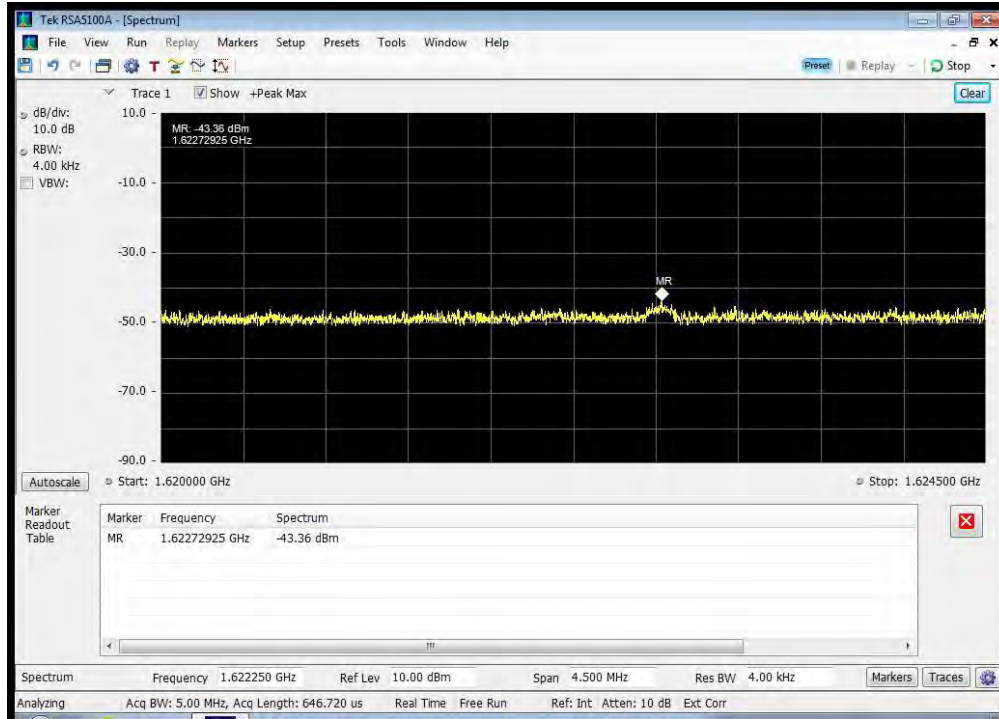 Tek RSA5100A - [Spectrum]
File View Run Replay Markers Setup Presets Tools Window Help
T Preset Replay Stop
Trace 1 Show +Peak Max Clear
dB/div:
10.0 dB
RBW:
4.00 kHz
VBW:
10.0
MR: -43.36 dBm
1.62272925 GHz
-10.0
-30.0
MR
-50.0
-70.0
-90.0
Autoscale Start: 1.620000 GHz Stop: 1.624500 GHz
Marker
Readout
Table
Marker Frequency Spectrum
MR 1.62272925 GHz -43.36 dBm
Spectrum Frequency 1.622250 GHz Ref Lev 10.00 dBm Span 4.500 MHz Res BW 4.00 kHz Markers Traces
Analyzing Acq BW: 5.00 MHz, Acq Length: 646.720 us Real Time Free Run Ref: Int Atten: 10 dB Ext Corr